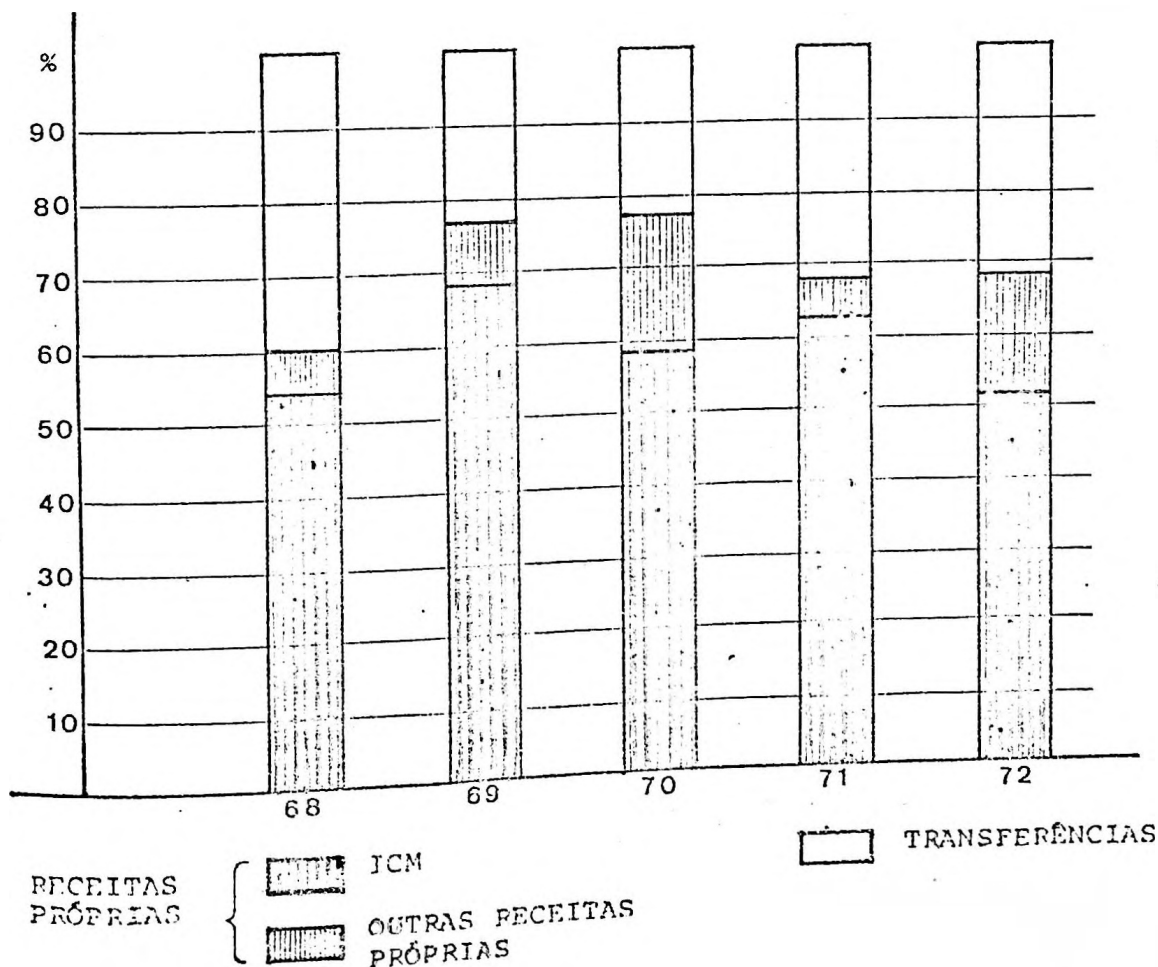 %
90
80
70
60
50
40
30
20
10
68
69
70
71
72
TRANSFERÊNCIAS
RECEITAS
PRÓPRIAS
ICM
OUTRAS RECEITAS
PRÓPRIAS